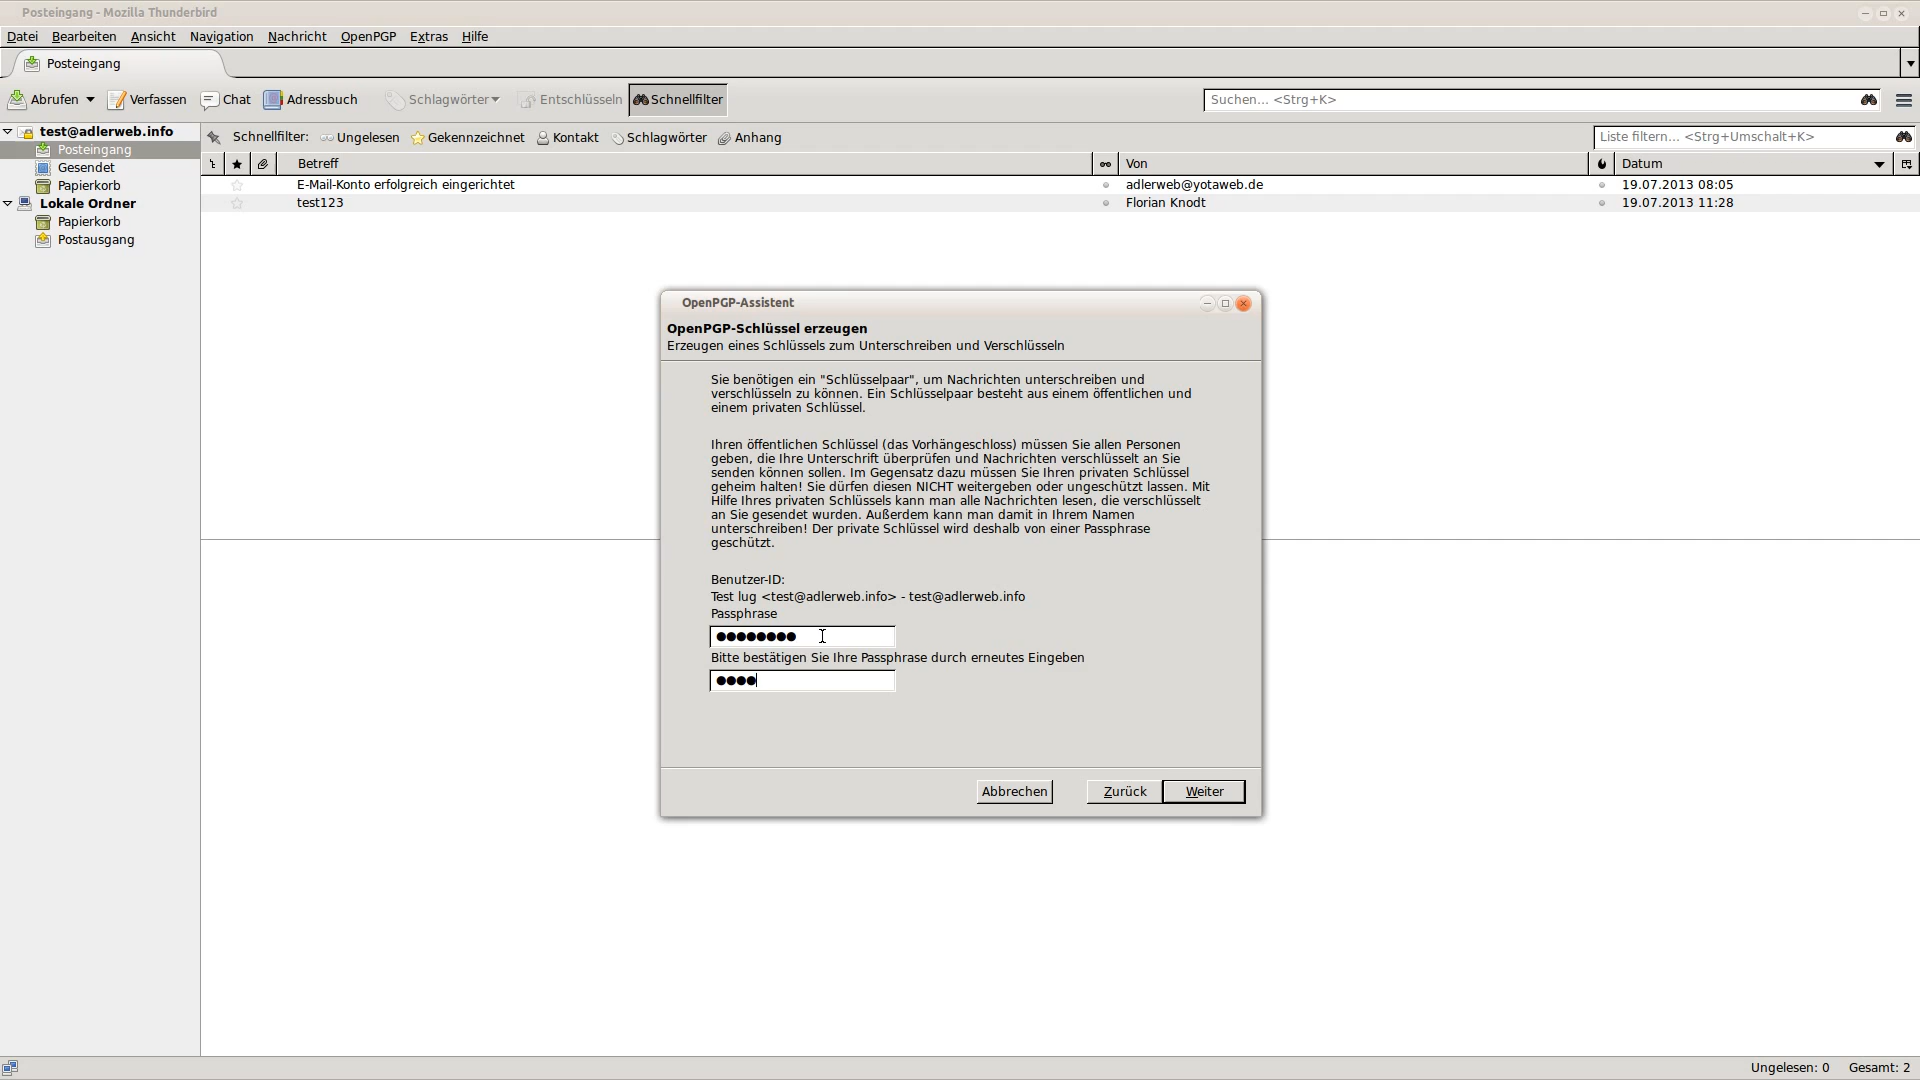 Posteingang - Mozilla Thunderbird
Datei Bearbeiten Ansicht Navigation Nachricht OpenPGP Extras Hilfe
Posteingang
Abrufen Verfassen Chat Adressbuch Schlagwörter Entschlüsseln Schnellfilter Suchen... <Strg+K>
test@adlerweb.info
Posteingang
Gesendet
Papierkorb
Lokale Ordner
Papierkorb
Postausgang
Schnellfilter: Ungelesen Gekennzeichnet Kontakt Schlagwörter Anhang Liste filtern... <Strg+Umschalt+K>
Betreff Von Datum
E-Mail-Konto erfolgreich eingerichtet adlerweb@yotaweb.de 19.07.2013 08:05
test123 Florian Knodt 19.07.2013 11:28
OpenPGP-Assistent
OpenPGP-Schlüssel erzeugen
Erzeugen eines Schlüssels zum Unterschreiben und Verschlüsseln
Sie benötigen ein "Schlüsselpaar", um Nachrichten unterschreiben und
verschlüsseln zu können. Ein Schlüsselpaar besteht aus einem öffentlichen und
einem privaten Schlüssel.
Ihren öffentlichen Schlüssel (das Vorhängeschloss) müssen Sie allen Personen
geben, die Ihre Unterschrift überprüfen und Nachrichten verschlüsselt an Sie
senden können sollen. Im Gegensatz dazu müssen Sie Ihren privaten Schlüssel
geheim halten! Sie dürfen diesen NICHT weitergeben oder ungeschützt lassen. Mit
Hilfe Ihres privaten Schlüssels kann man alle Nachrichten lesen, die verschlüsselt
an Sie gesendet wurden. Außerdem kann man damit in Ihrem Namen
unterschreiben! Der private Schlüssel wird deshalb von einer Passphrase
geschützt.
Benutzer-ID:
Test lug <test@adlerweb.info> - test@adlerweb.info
Passphrase
●●●●●●●●
Bitte bestätigen Sie Ihre Passphrase durch erneutes Eingeben
●●●●
Abbrechen Zurück Weiter
Ungelesen: 0 Gesamt: 2